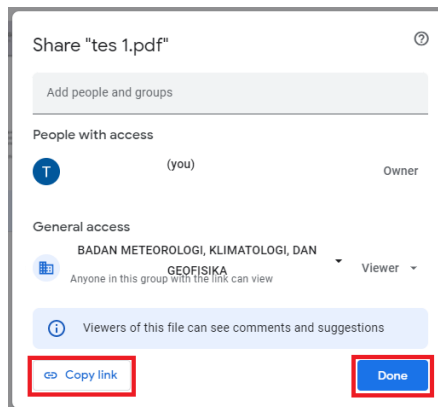 Share "tes 1.pdf"
Add people and groups
People with access
T
(you)
Owner
General access
BADAN METEOROLOGI, KLIMATOLOGI, DAN
GEOFISIKA
Viewer
Anyone in this group with the link can view
Viewers of this file can see comments and suggestions
Copy link
Done